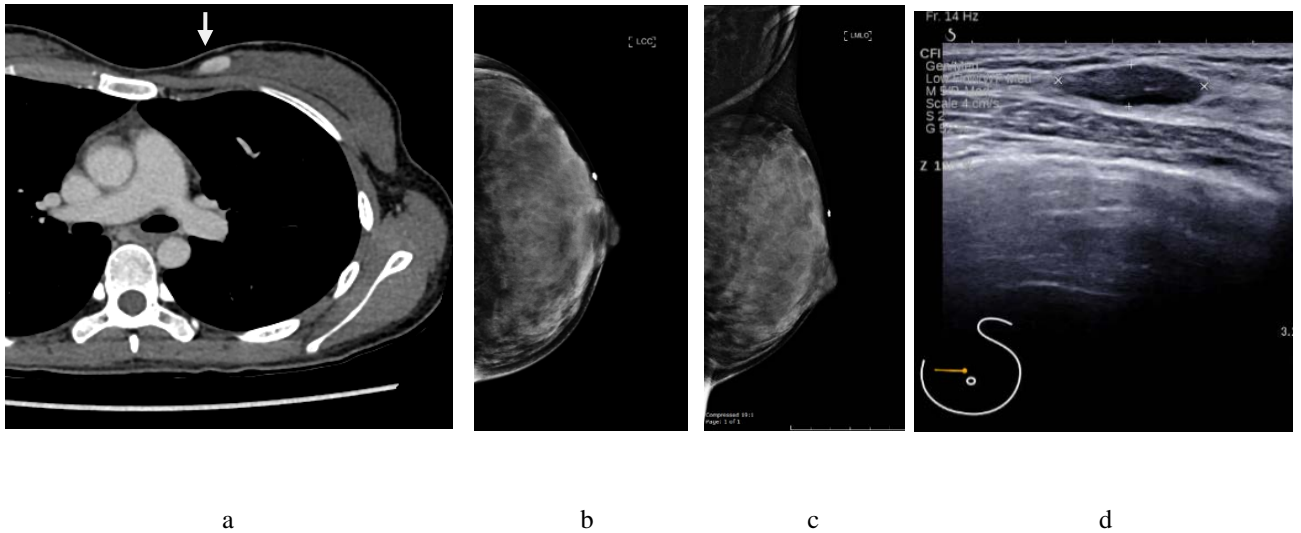 [LCC]
[LMLO]
Compressed 19:1
Page: 1 of 1
Fr. 14 Hz
S
CFI
Gen/Med
Scale 4 cm/s
S 2
3.
a
b
c
d